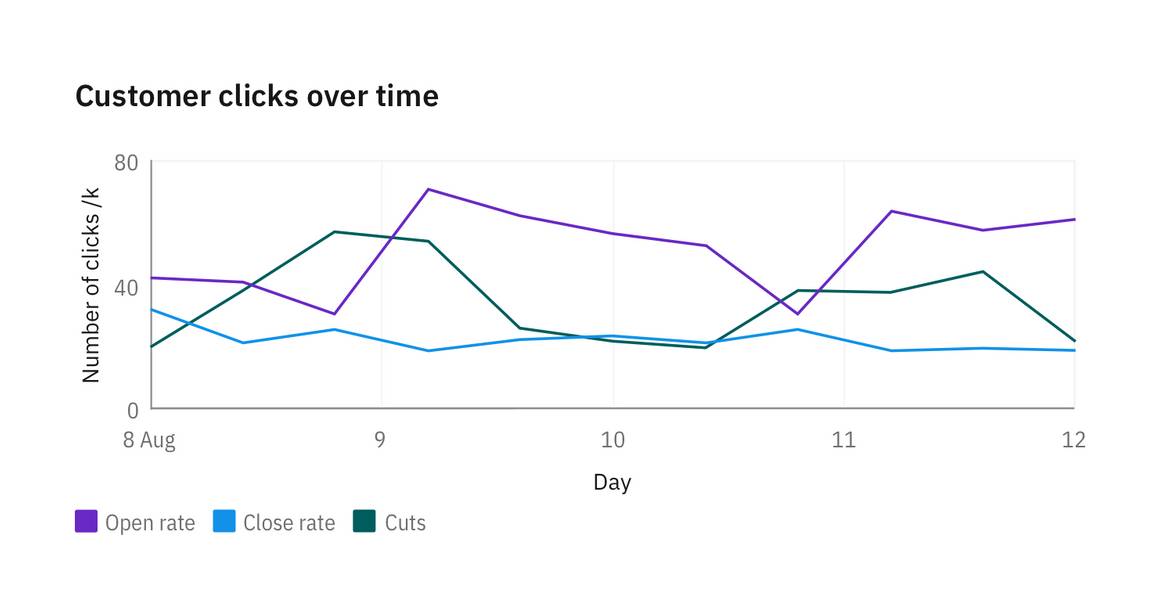 Customer clicks over time
Number of clicks /k
80
40
0
8 Aug 9 10 11 12
Day
Open rate Close rate Cuts